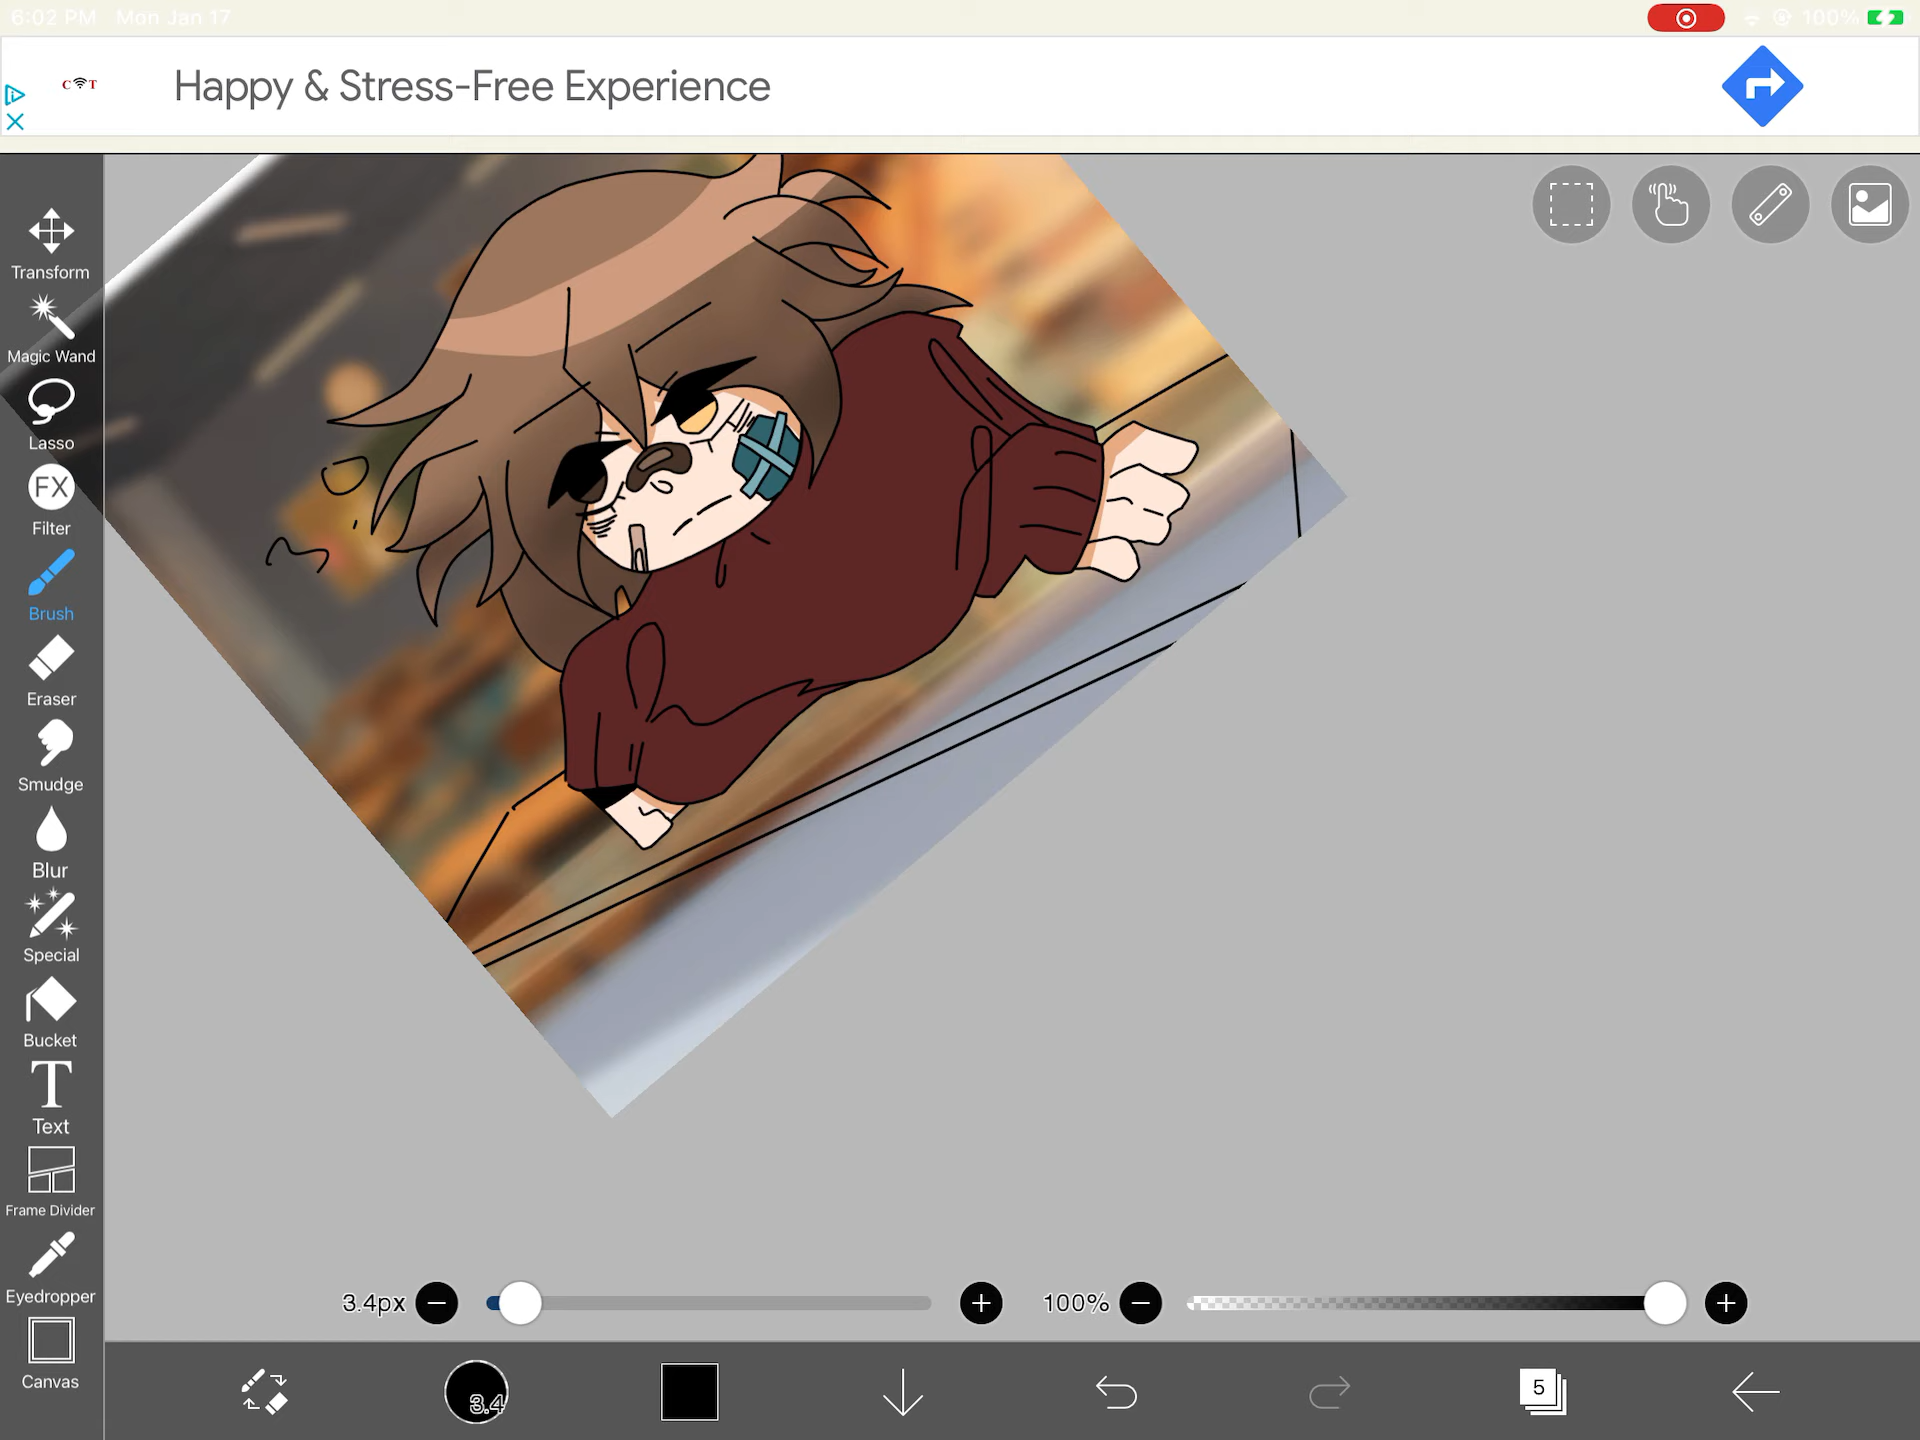 6:02 PM Mon Jan 17
100%
C T
Happy & Stress-Free Experience
Transform
Magic Wand
Lasso
FX
Filter
Brush
Eraser
Smudge
Blur
Special
Bucket
T
Text
Frame Divider
Eyedropper
Canvas
3.4px
100%
3.4
5